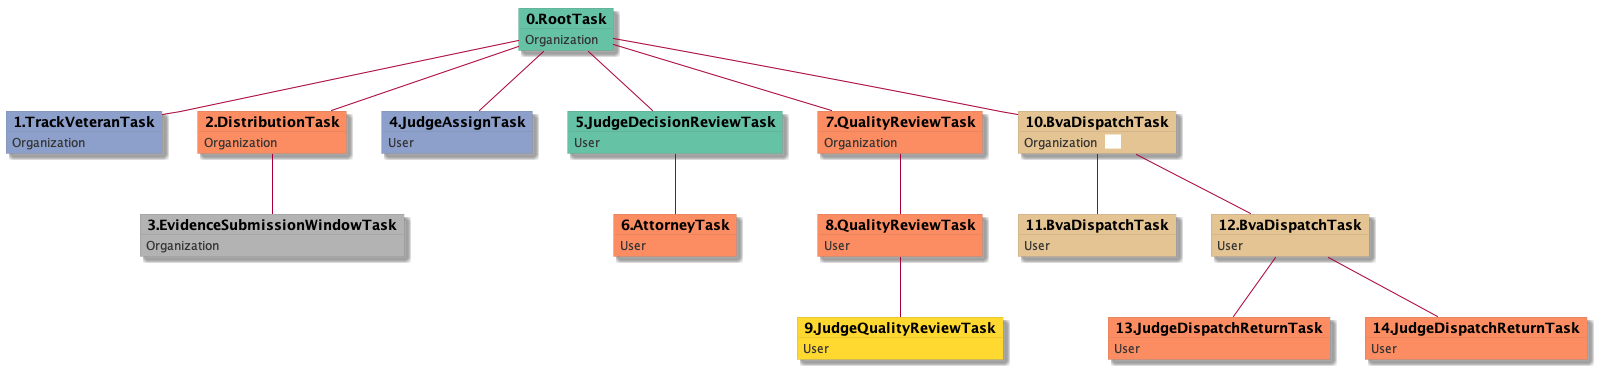 0.RootTask
Organization
1.TrackVeteranTask
Organization
2.DistributionTask
Organization
4.JudgeAssignTask
User
5.JudgeDecisionReviewTask
User
7.QualityReviewTask
Organization
10.BvaDispatchTask
Organization
3.EvidenceSubmissionWindowTask
Organization
6.AttorneyTask
User
8.QualityReviewTask
User
11.BvaDispatchTask
User
12.BvaDispatchTask
User
9.JudgeQualityReviewTask
User
13.JudgeDispatchReturnTask
User
14.JudgeDispatchReturnTask
User